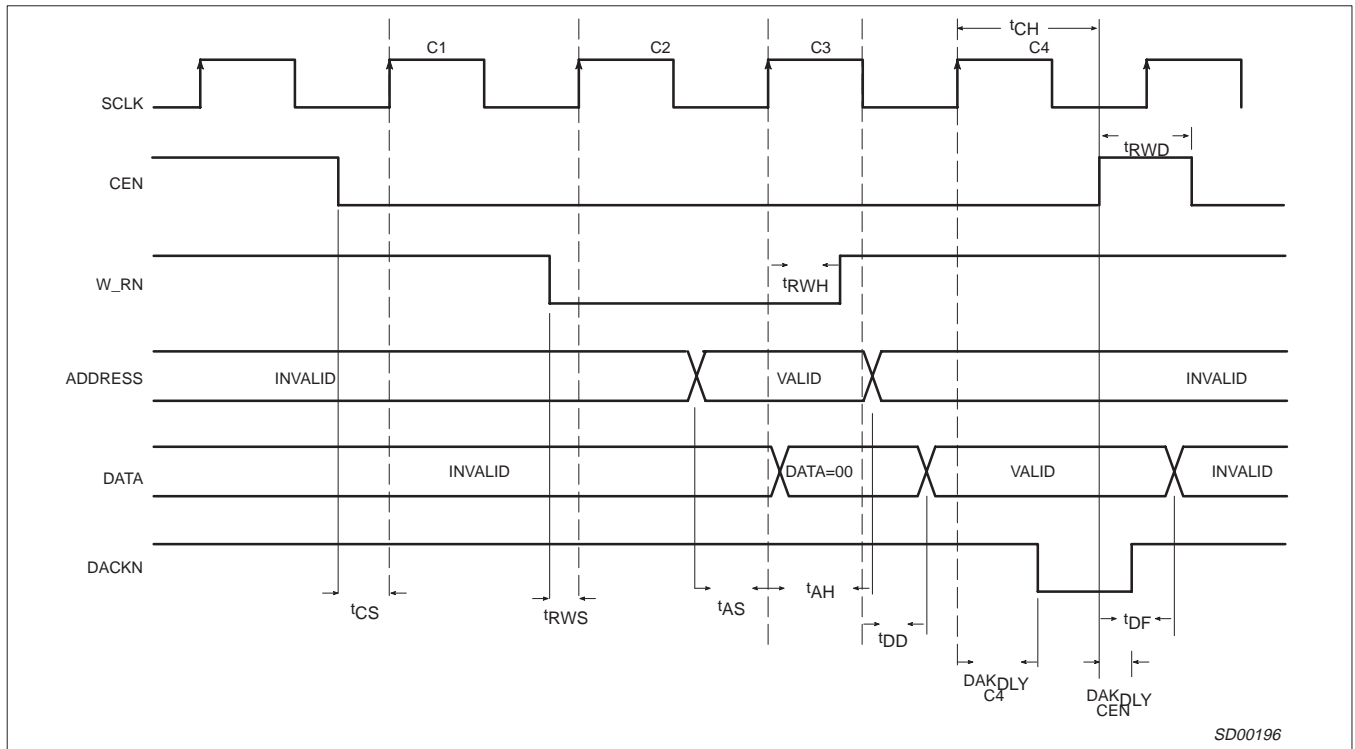 tCH
C1
C2
C3
C4
SCLK
tRWD
CEN
W_RN
tRWH
ADDRESS
INVALID
VALID
INVALID
DATA
INVALID
DATA=00
VALID
INVALID
DACKN
tCS
tRWS
tAS
tAH
tDD
tDF
DAKDLY
C4
DAKDLY
CEN
SD00196